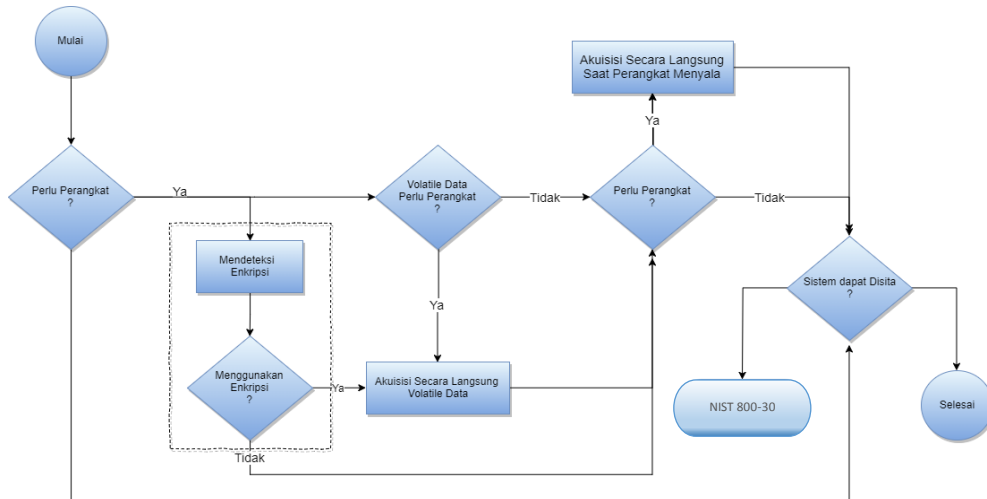 Mulai
Akuisisi Secara Langsung
Saat Perangkat Menyala
Ya
Perlu Perangkat
?
Ya
Volatile Data
Perlu Perangkat
?
Tidak
Perlu Perangkat
?
Tidak
Mendeteksi
Enkripsi
Sistem dapat Disita
?
Ya
Menggunakan
Enkripsi
?
Ya
Akuisisi Secara Langsung
Volatile Data
NIST 800-30
Selesai
Tidak